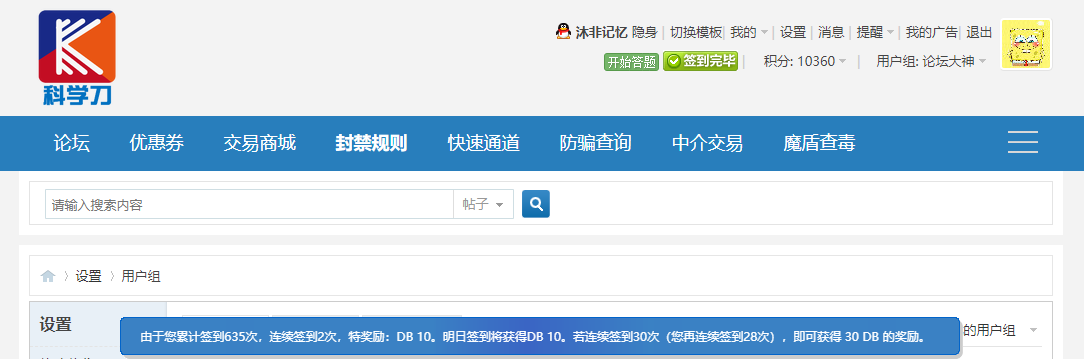 科学刀
沐非记忆 隐身 | 切换模板 | 我的 | 设置 | 消息 | 提醒 | 我的广告 | 退出
开始答题 签到完毕 | 积分: 10360 | 用户组: 论坛大神
论坛 优惠券 交易商城 封禁规则 快速通道 防骗查询 中介交易 魔盾查毒
请输入搜索内容 帖子
设置 › 用户组
设置
的用户组
由于您累计签到635次，连续签到2次，特奖励：DB 10。明日签到将获得DB 10。若连续签到30次（您再连续签到28次），即可获得 30 DB 的奖励。